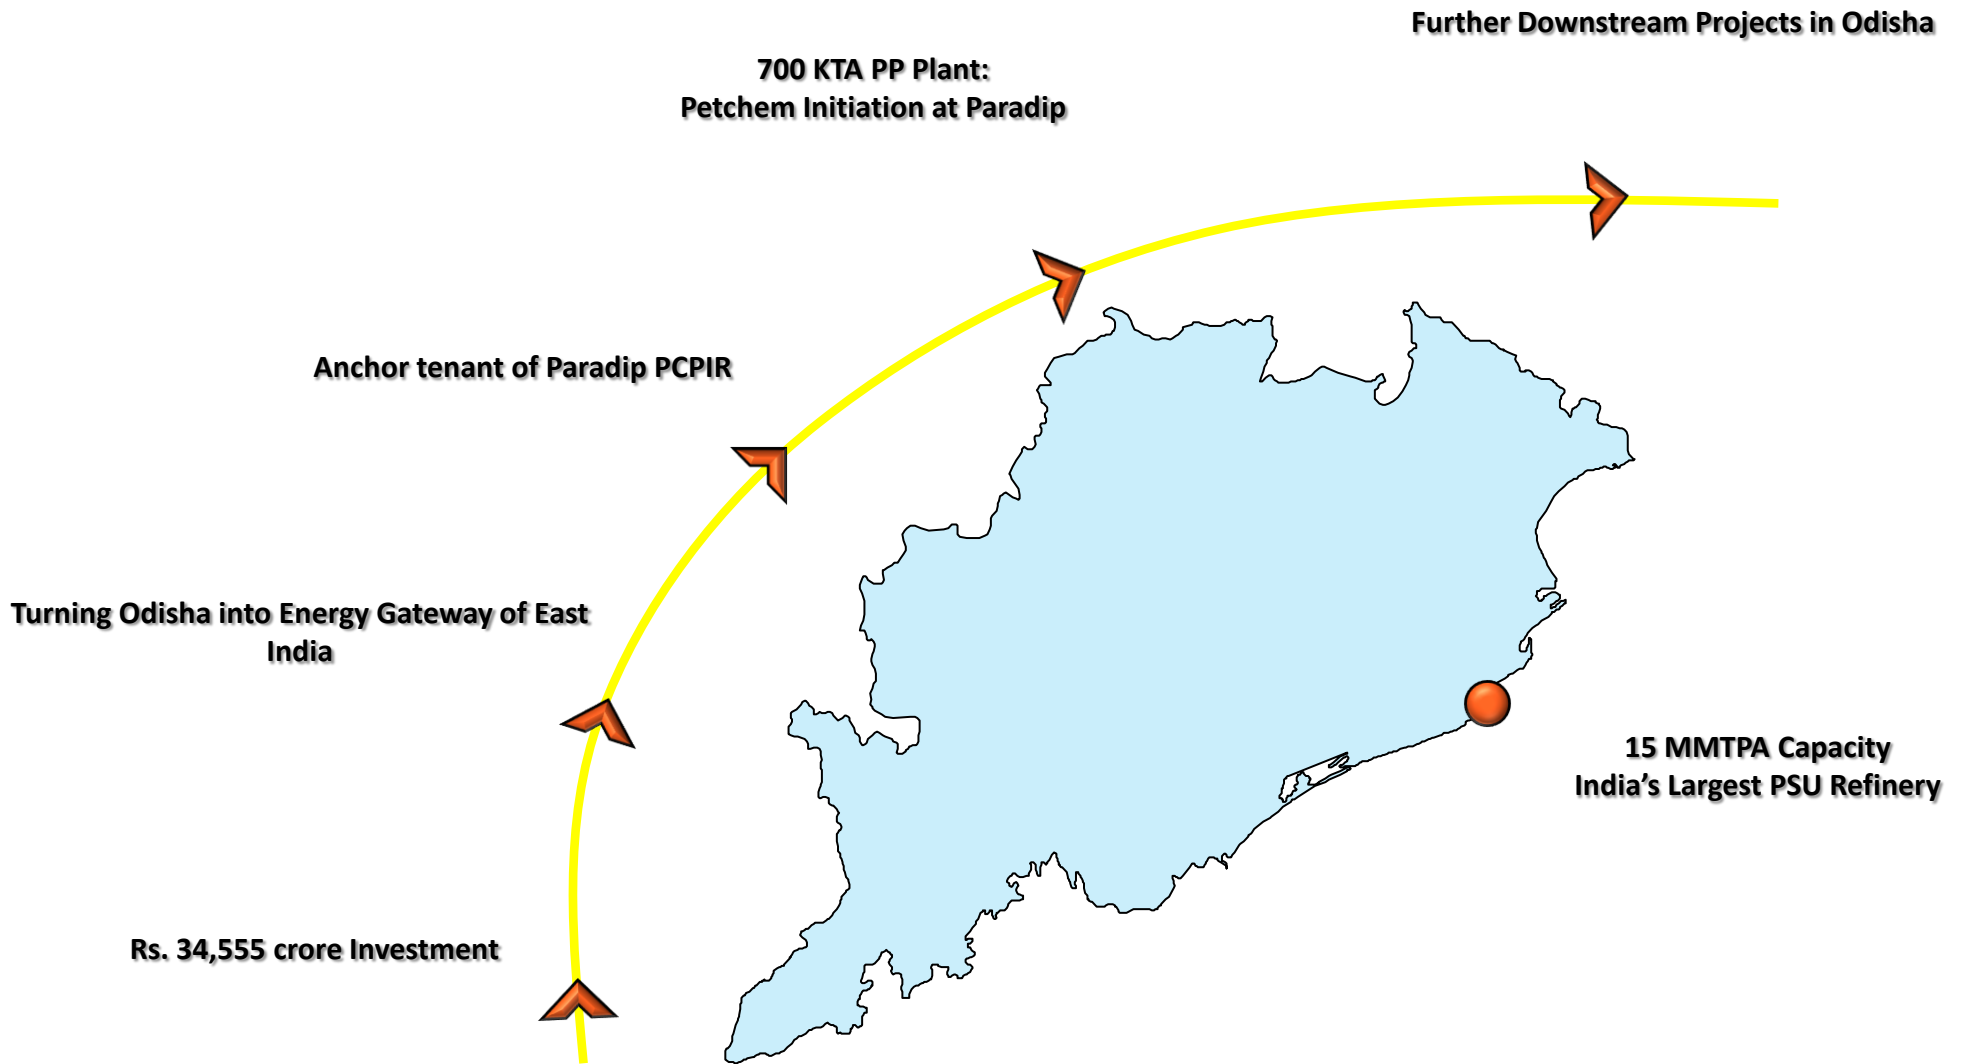 Further Downstream Projects in Odisha
700 KTA PP Plant:
Petchem Initiation at Paradip
Anchor tenant of Paradip PCPIR
Turning Odisha into Energy Gateway of East
India
15 MMTPA Capacity
India’s Largest PSU Refinery
Rs. 34,555 crore Investment